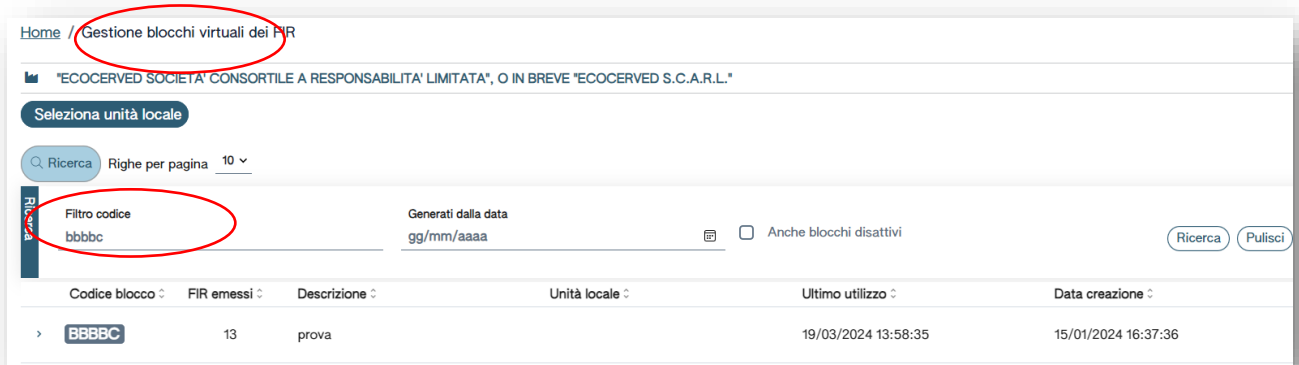 Home / Gestione blocchi virtuali dei FIR
"ECOCERVED SOCIETA' CONSORTILE A RESPONSABILITA' LIMITATA", O IN BREVE "ECOCERVED S.C.A.R.L."
Seleziona unità locale
Ricerca Righe per pagina 10
Ricerca
Filtro codice Generati dalla data
bbbbc gg/mm/aaaa Anche blocchi disattivi Ricerca Pulisci
Codice blocco FIR emessi Descrizione Unità locale Ultimo utilizzo Data creazione
BBBBC 13 prova 19/03/2024 13:58:35 15/01/2024 16:37:36